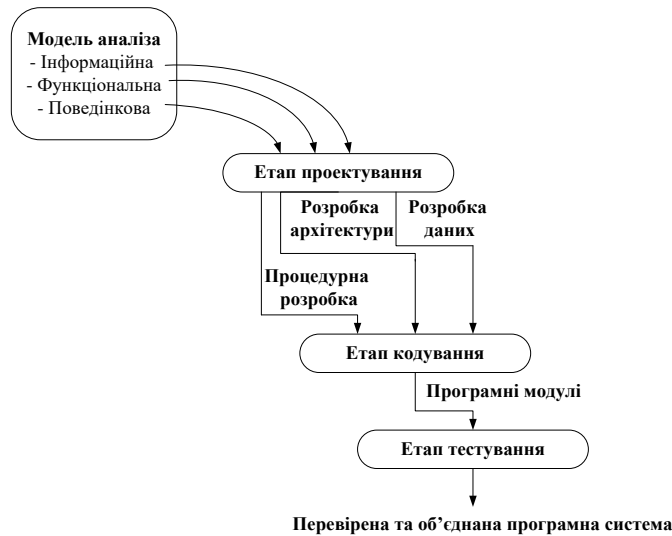 Модель аналіза
- Інформаційна
- Функціональна
- Поведінкова
Етап проектування
Розробка
архітектури
Розробка
даних
Процедурна
розробка
Етап кодування
Програмні модулі
Етап тестування
Перевірена та об’єднана програмна система